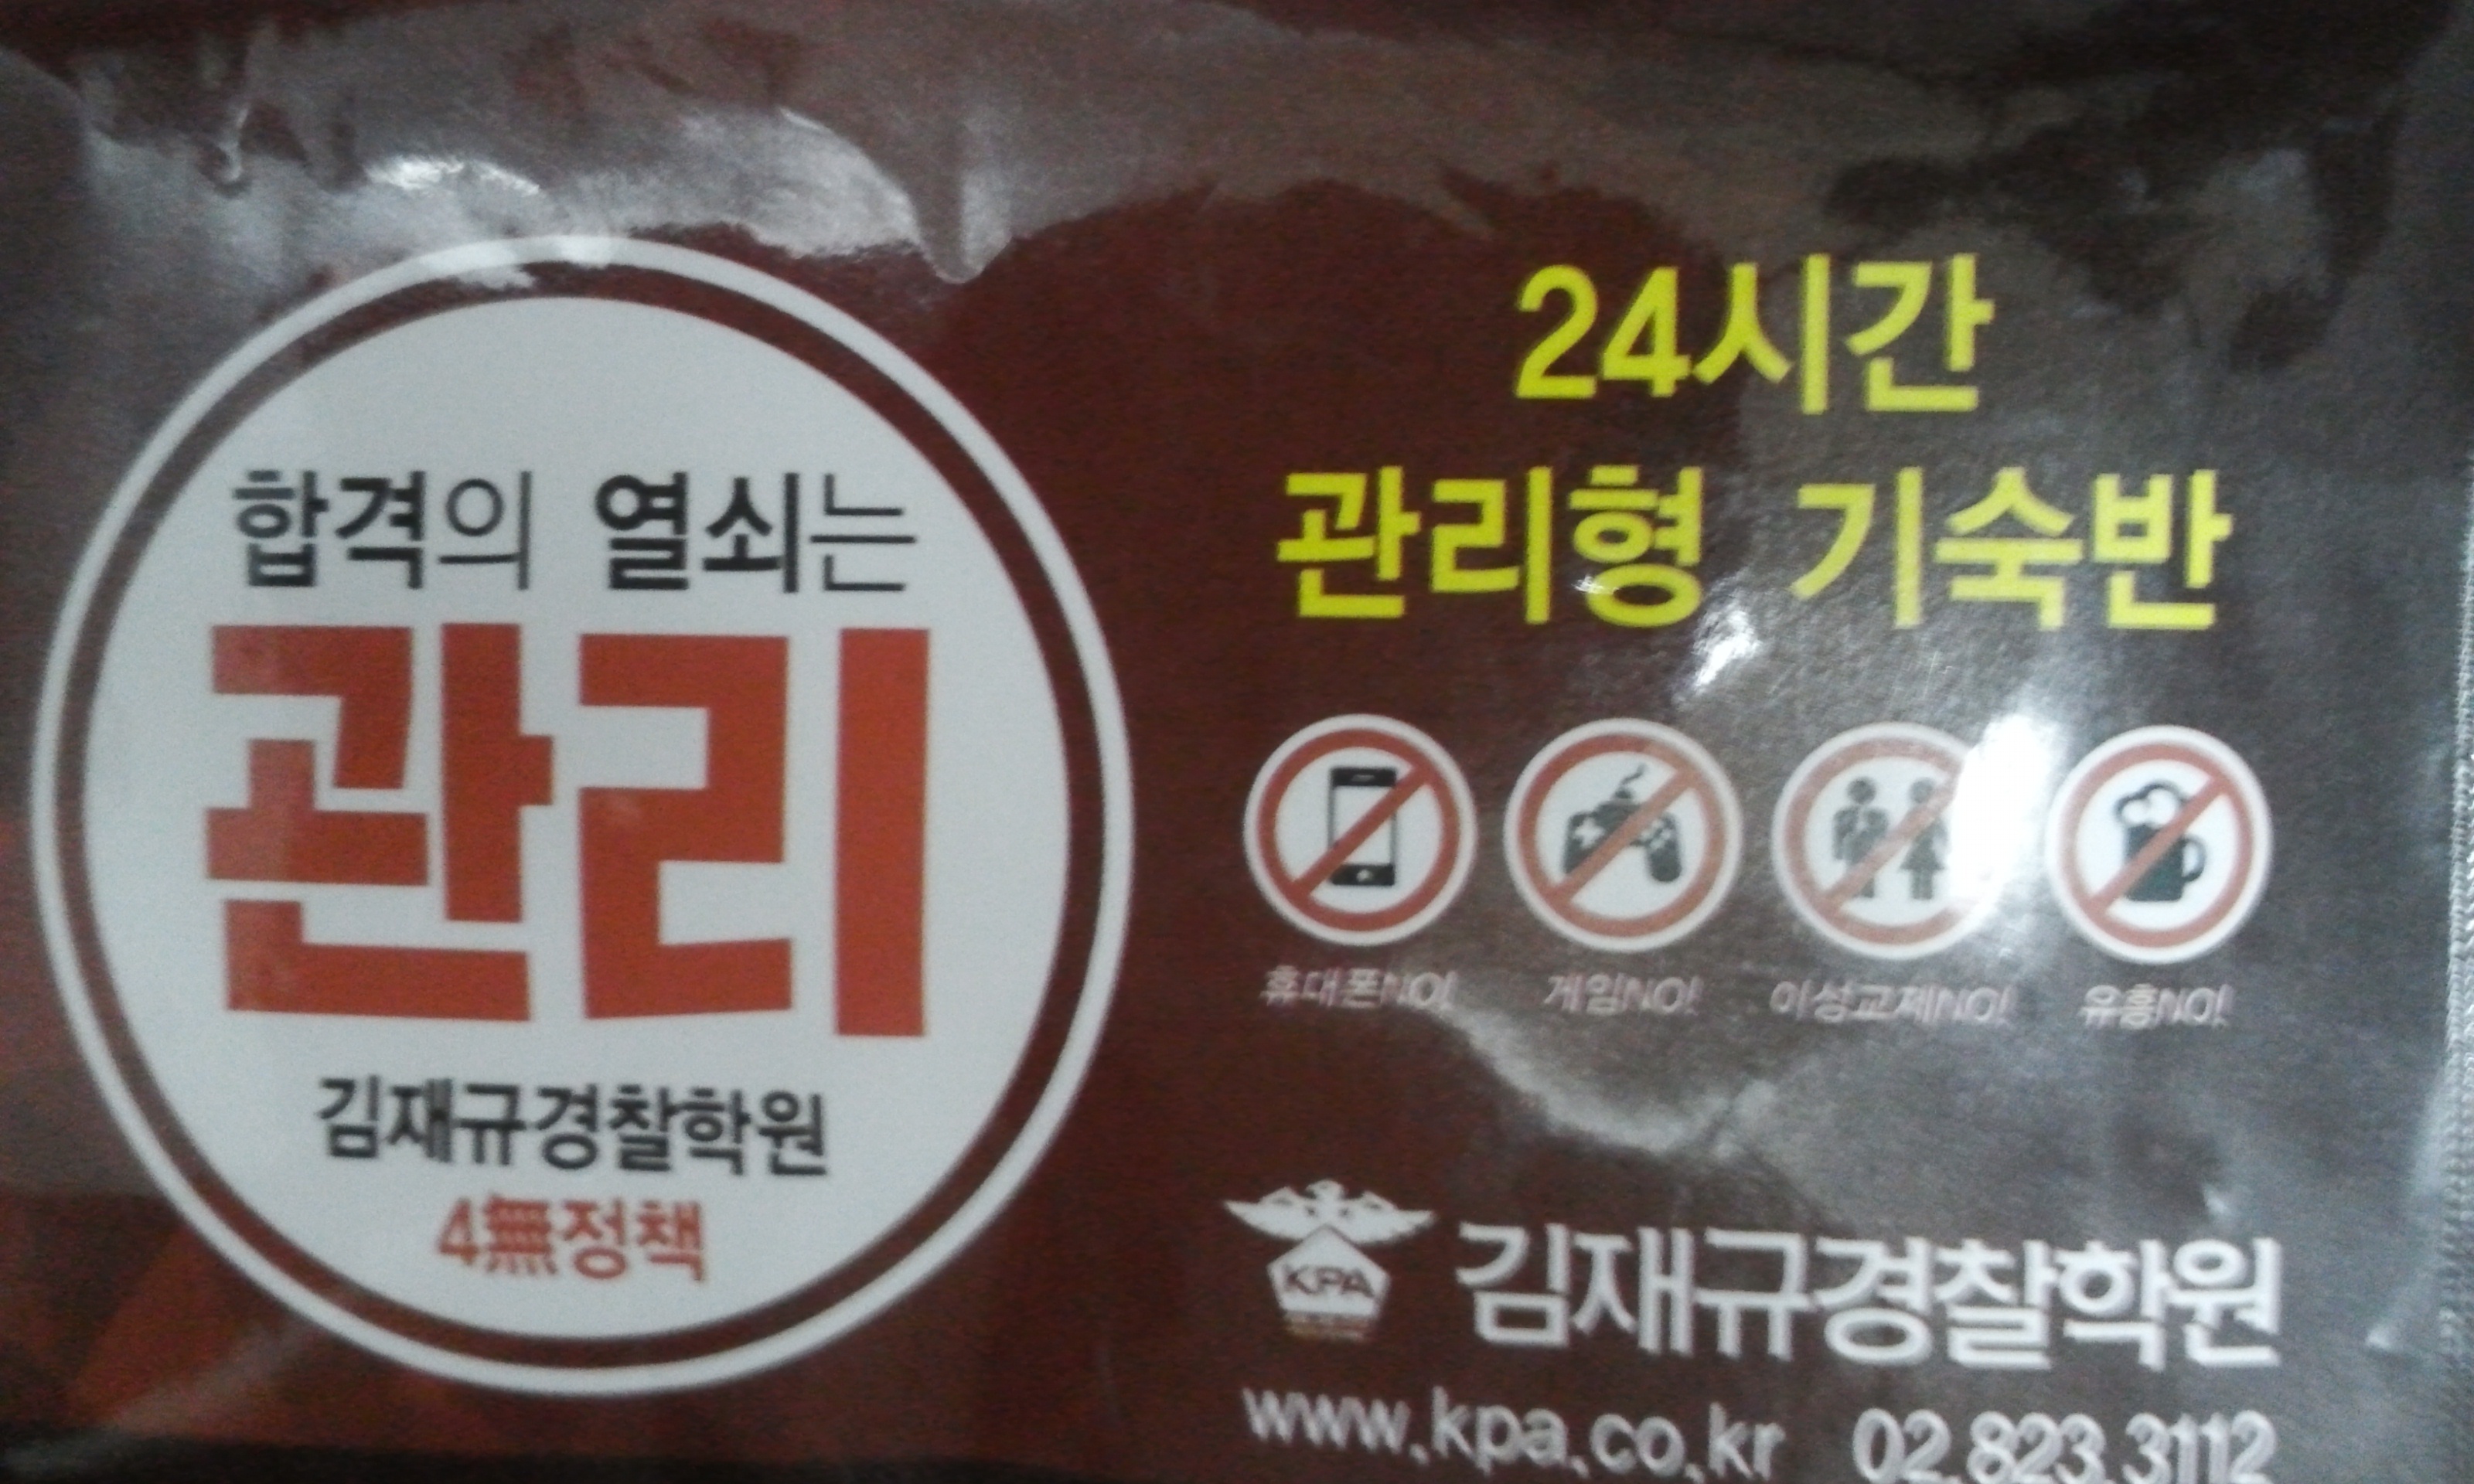 합격의 열쇠는
관리
김재규경찰학원
4無정책
24시간
관리형 기숙반
휴대폰NO! 게임NO! 이성교제NO! 유흥NO!
KPA
김재규경찰학원
www.kpa.co.kr 02.823.3112